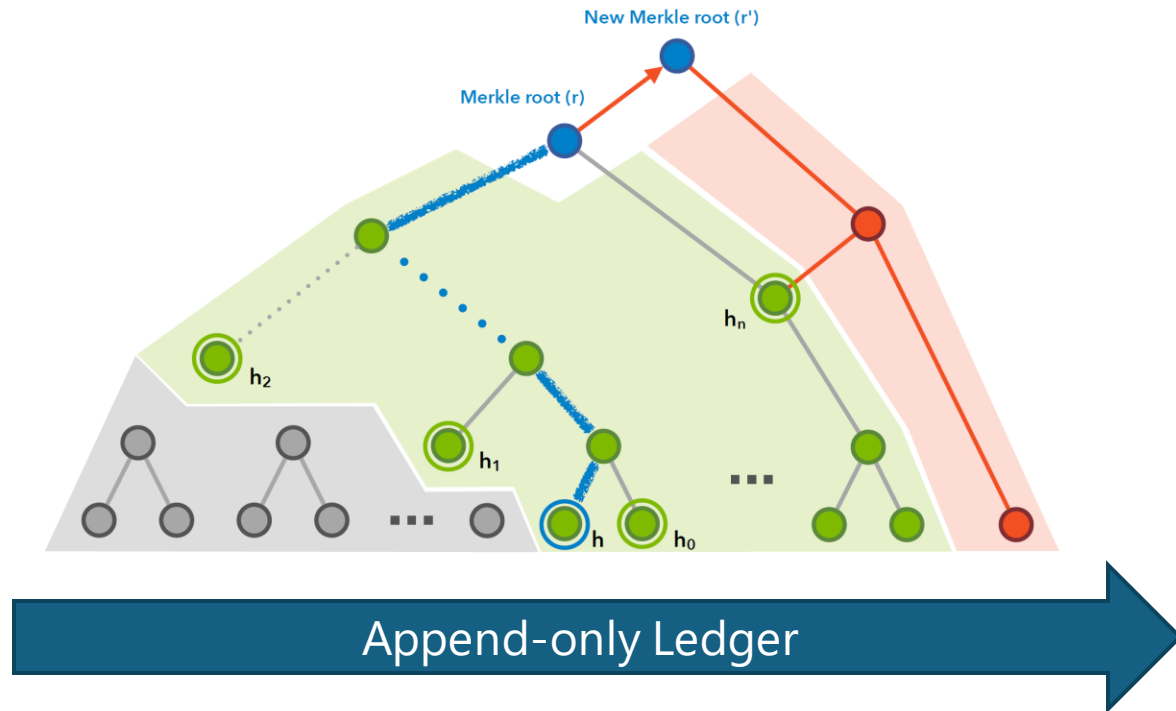 New Merkle root (r')
Merkle root (r)
hn
h2
h1
...
...
h
h0
Append-only Ledger